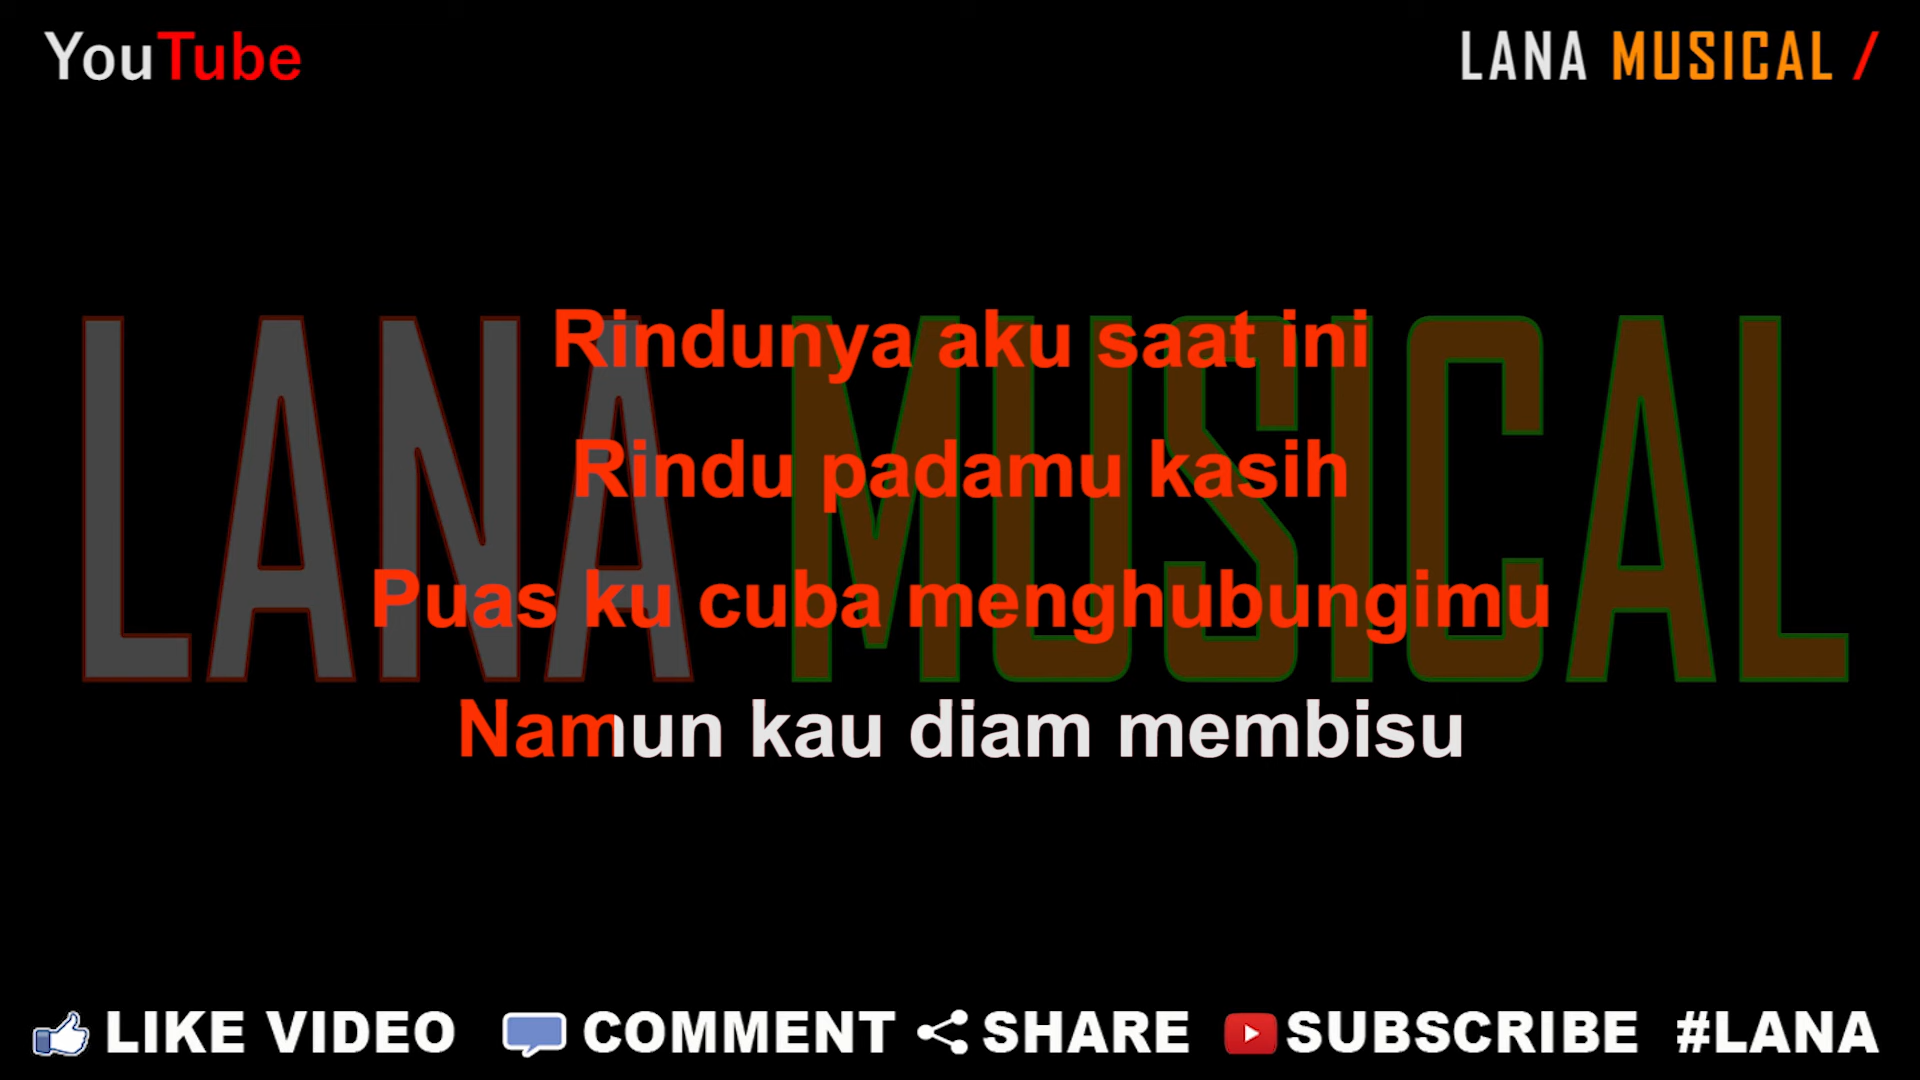 YouTube
LANA MUSICAL /
LANA MUSICAL
Rindunya aku saat ini
Rindu padamu kasih
Puas ku cuba menghubungimu
Namun kau diam membisu
LIKE VIDEO COMMENT SHARE SUBSCRIBE #LANA